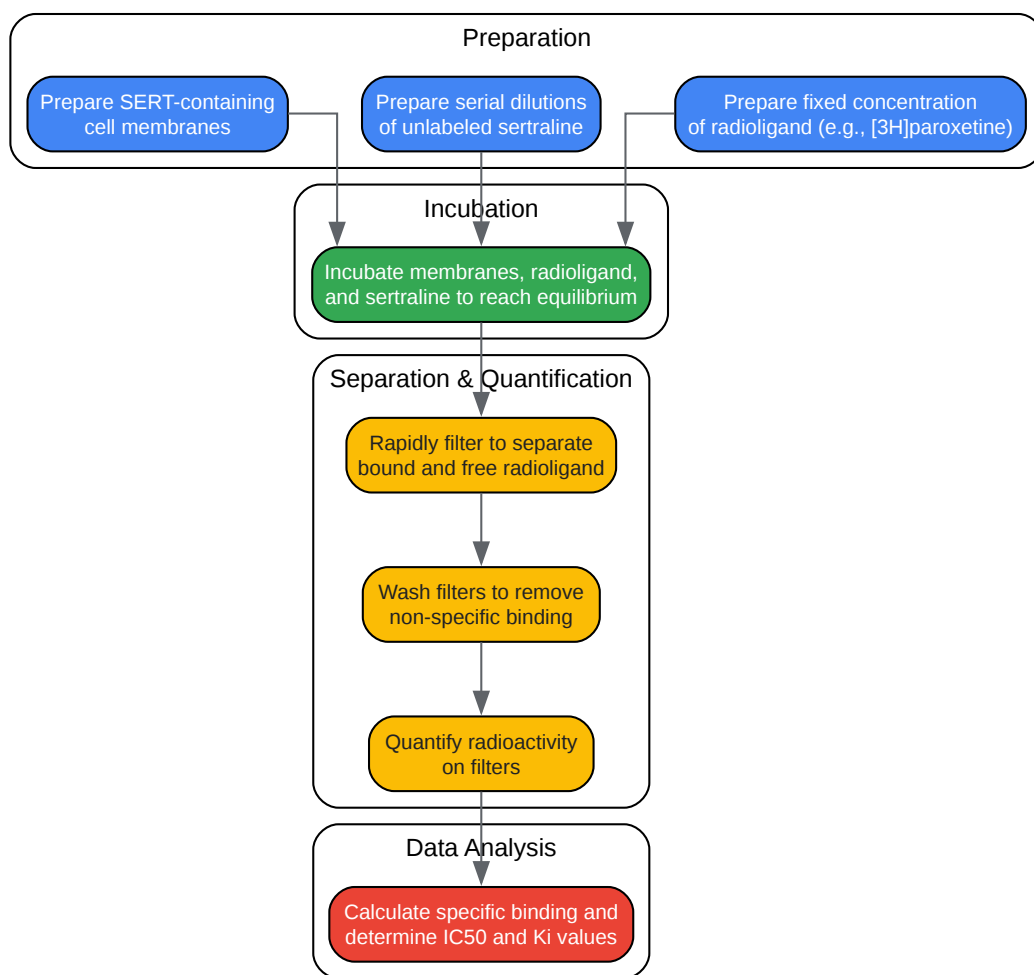 Preparation
Prepare SERT-containing
cell membranes
Prepare serial dilutions
of unlabeled sertraline
Prepare fixed concentration
of radioligand (e.g., [3H]paroxetine)
Incubation
Incubate membranes, radioligand,
and sertraline to reach equilibrium
Separation & Quantification
Rapidly filter to separate
bound and free radioligand
Wash filters to remove
non-specific binding
Quantify radioactivity
on filters
Data Analysis
Calculate specific binding and
determine IC50 and Ki values